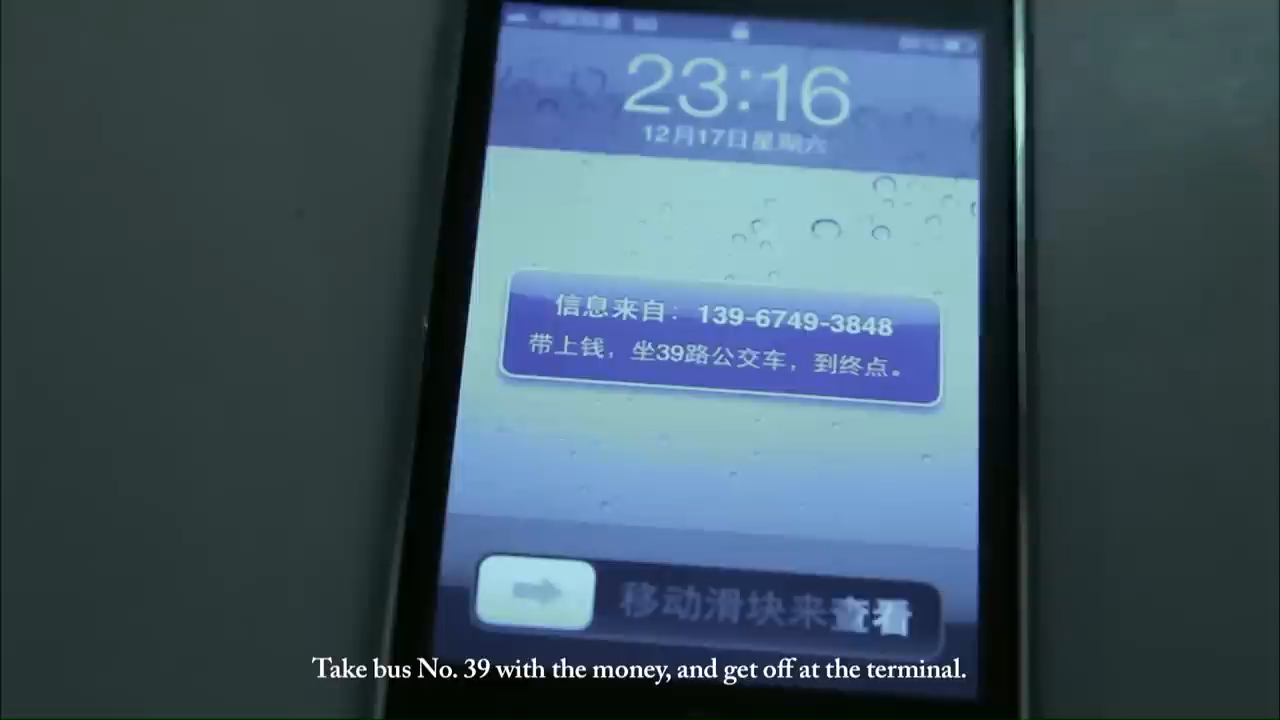 23:16
12月17日星期六
信息来自：139-6749-3848
带上钱，坐39路公交车，到终点。
移动滑块来查看
Take bus No. 39 with the money, and get off at the terminal.